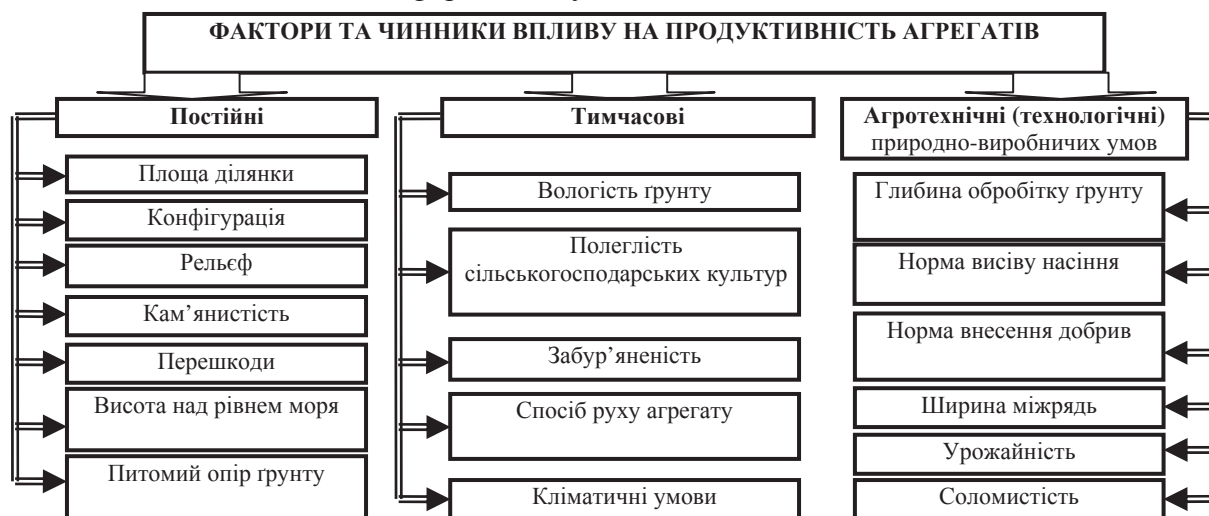 ФАКТОРИ ТА ЧИННИКИ ВПЛИВУ НА ПРОДУКТИВНІСТЬ АГРЕГАТІВ
Постійні
Площа ділянки
Конфігурація
Рельєф
Кам’янистість
Перешкоди
Висота над рівнем моря
Питомий опір ґрунту
Тимчасові
Вологість ґрунту
Полеглість
сільськогосподарських культур
Забур’яненість
Спосіб руху агрегату
Кліматичні умови
Агротехнічні (технологічні)
природно-виробничих умов
Глибина обробітку ґрунту
Норма висіву насіння
Норма внесення добрив
Ширина міжрядь
Урожайність
Соломистість